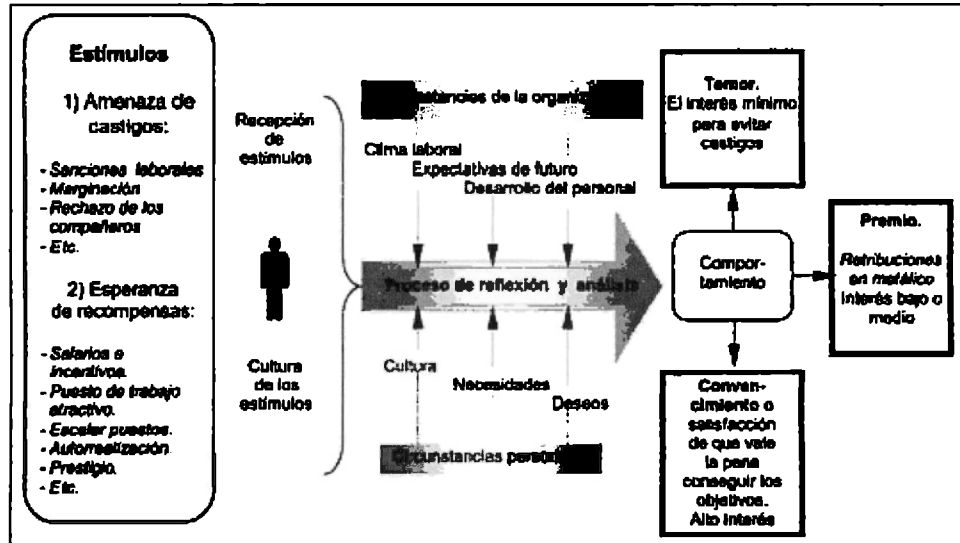 Estímulos
1) Amenaza de
castigos:
- Sanciones laborales
- Marginación
- Rechazo de los
compañeros
- Etc.
2) Esperanza
de recompensas:
- Salarios e
incentivos.
- Puesto de trabajo
atractivo.
- Escalar puestos.
- Autorrealización.
- Prestigio.
- Etc.
Recepción
de
estímulos
Cultura
de los
estímulos
de la
Clima laboral
Expectativas de futuro
Desarrollo del personal
Proceso de reflexión y análisis
Cultura
Necesidades
Deseos
Circunstancias
Compor-
tamiento
Temor.
El interés mínimo
para evitar
castigos
Premio.
Retribuciones
en metálico
Interés bajo o
medio
Conven-
cimiento o
satisfacción
de que vale
la pena
conseguir los
objetivos.
Alto interés